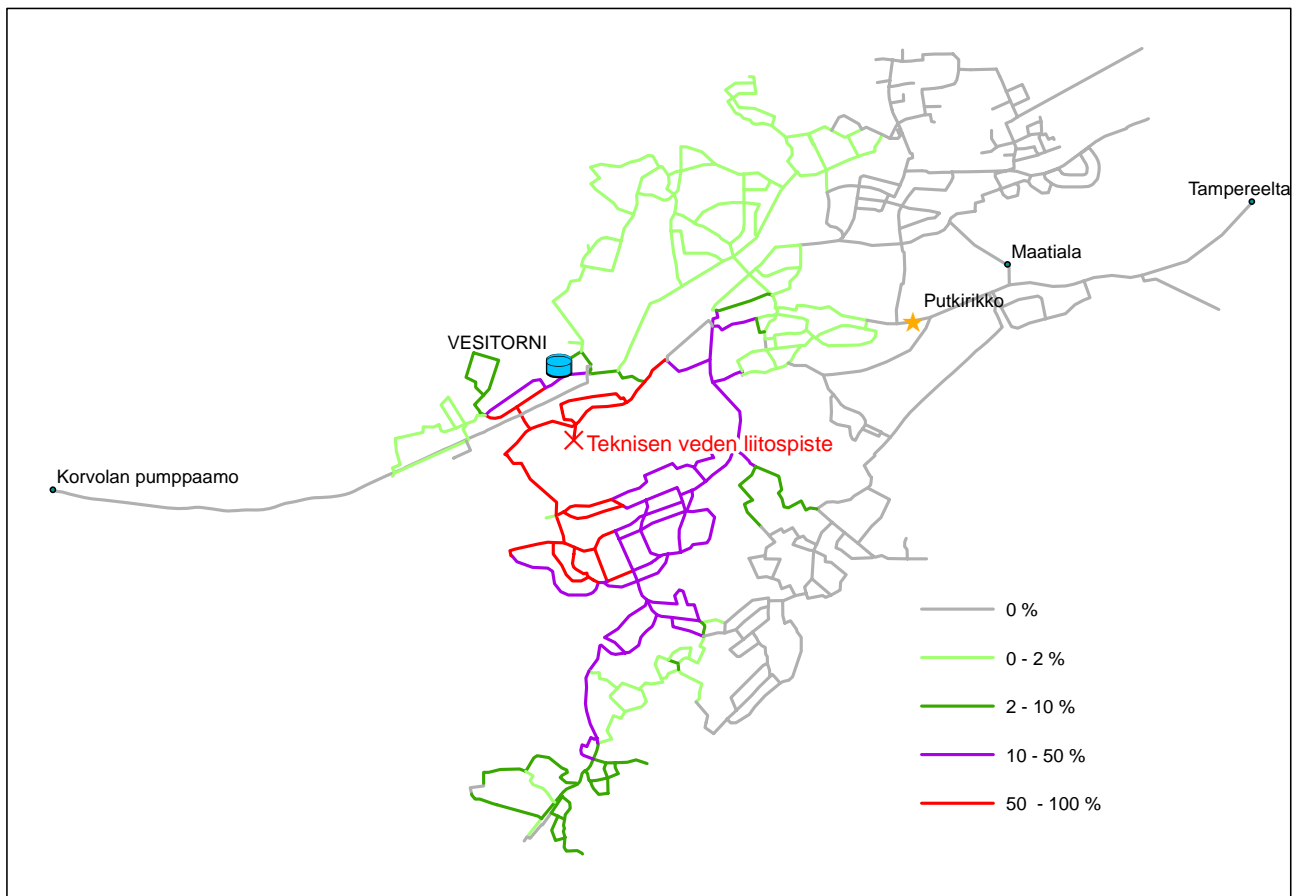 Tampereelta
Maatiala
Putkirikko
VESITORNI
Teknisen veden liitospiste
Korvolan pumppaamo
0 %
0 - 2 %
2 - 10 %
10 - 50 %
50 - 100 %